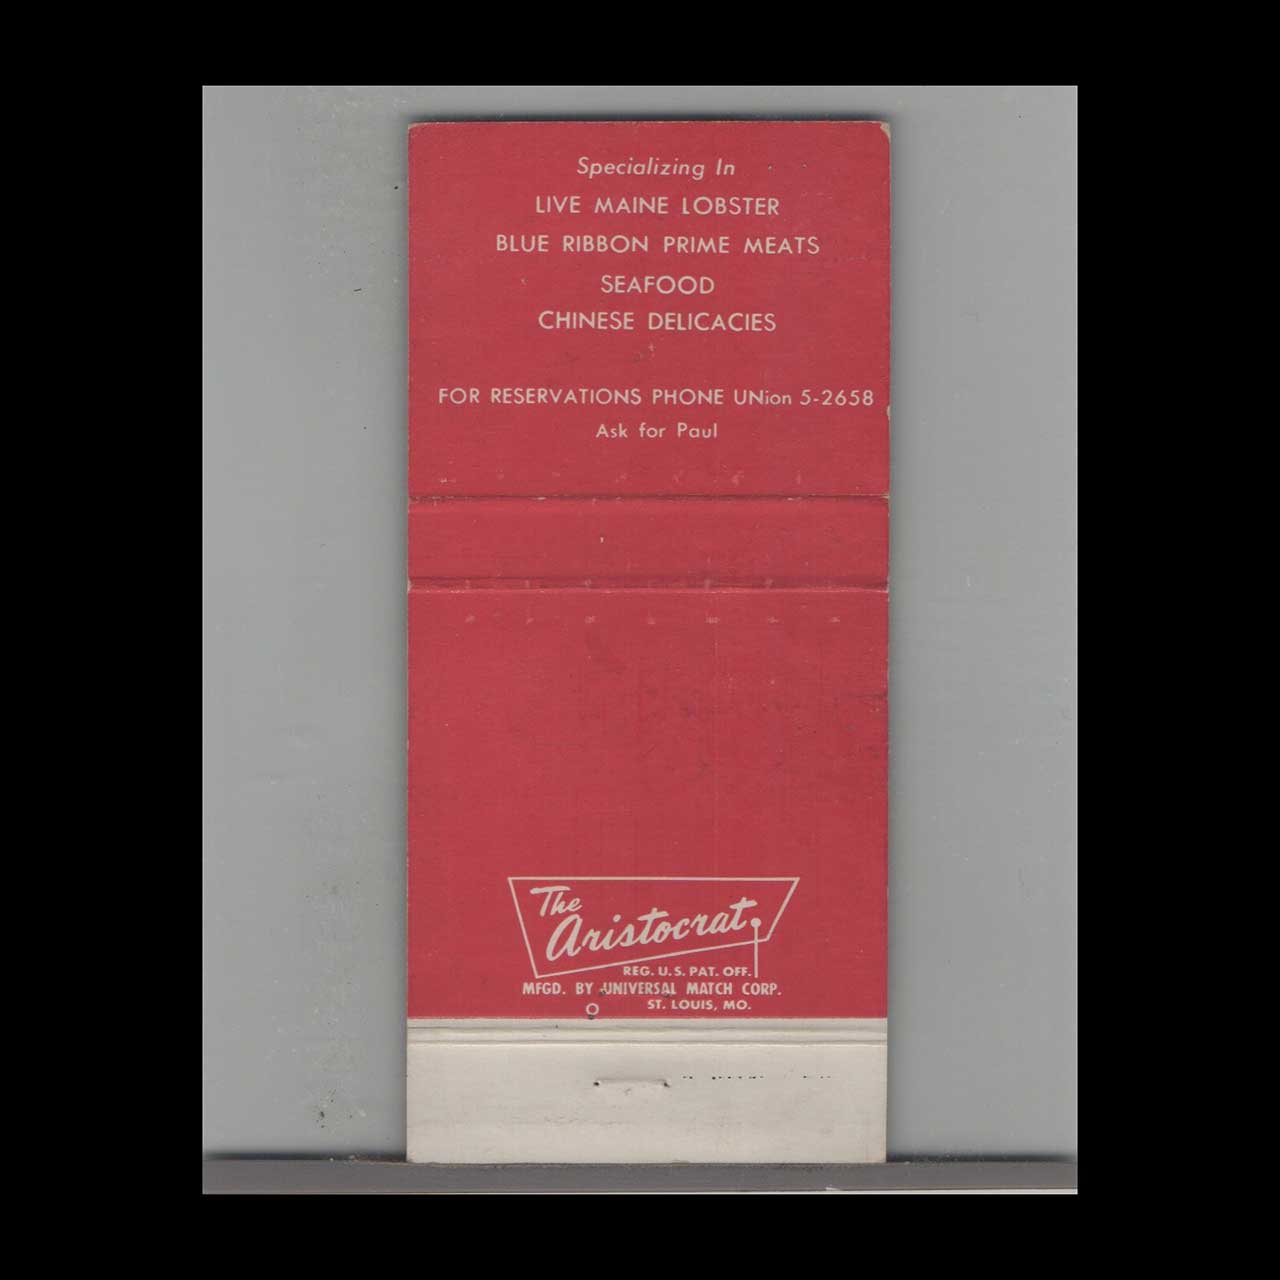 Specializing In
LIVE MAINE LOBSTER
BLUE RIBBON PRIME MEATS
SEAFOOD
CHINESE DELICACIES
FOR RESERVATIONS PHONE UNion 5-2658
Ask for Paul
The
Aristocrat
REG. U.S. PAT. OFF.
MFGD. BY UNIVERSAL MATCH CORP.
ST. LOUIS, MO.